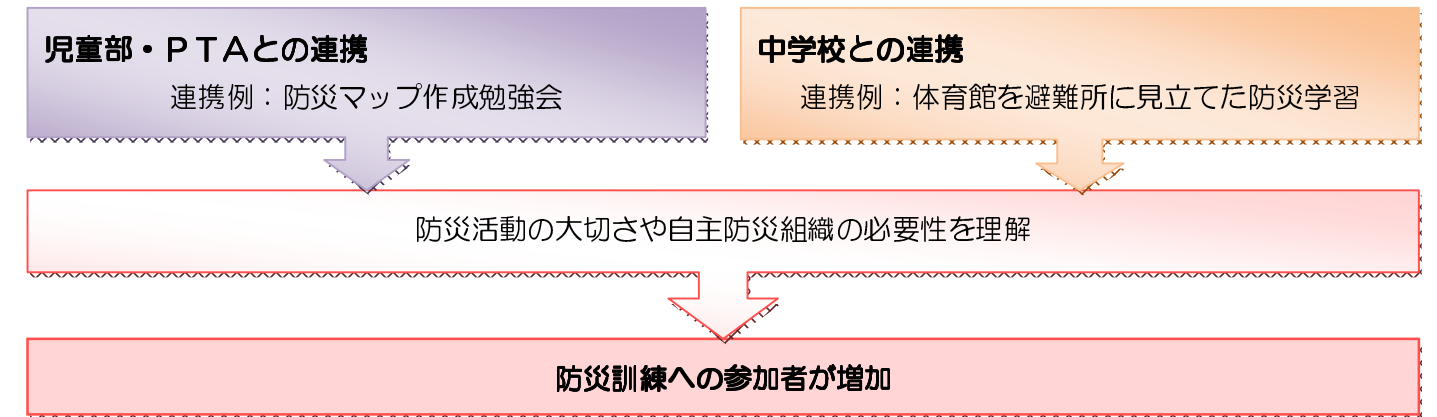 児童部・ＰＴＡとの連携
連携例：防災マップ作成勉強会
中学校との連携
連携例：体育館を避難所に見立てた防災学習
防災活動の大切さや自主防災組織の必要性を理解
防災訓練への参加者が増加